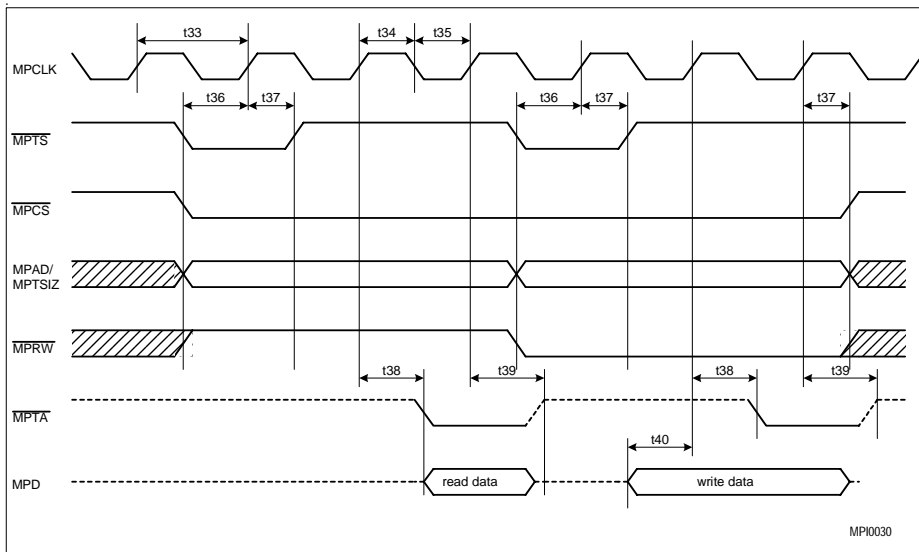 t33 t34 t35
MPCLK
t36 t37 t36 t37 t37
MPTS
MPCS
MPAD/
MPTSIZ
MPRW
t38 t39 t38 t39
MPTA
t40
MPD read data write data
MPI0030